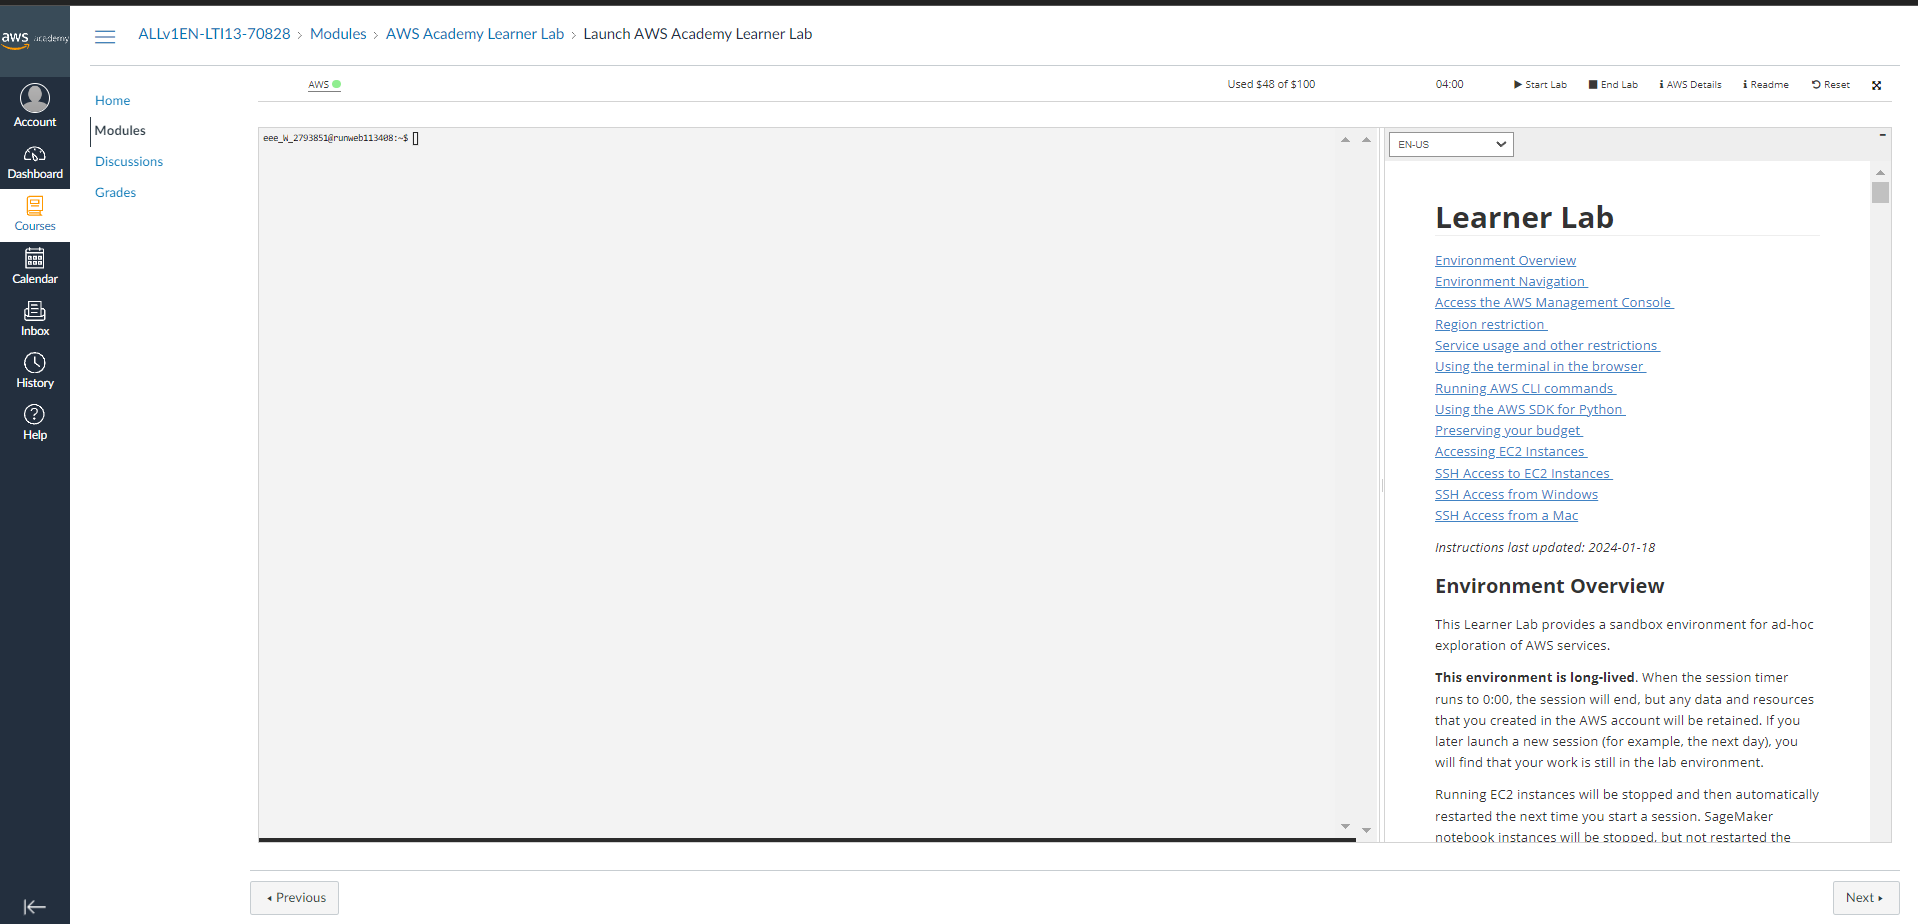 aws academy
ALLv1EN-LTI13-70828 › Modules › AWS Academy Learner Lab › Launch AWS Academy Learner Lab
Account
Dashboard
Courses
Calendar
Inbox
History
Help
Home
Modules
Discussions
Grades
AWS
Used $48 of $100
04:00
Start Lab
End Lab
AWS Details
Readme
Reset
eee_W_2793851@runweb113408:~$
EN-US
Learner Lab
Environment Overview
Environment Navigation
Access the AWS Management Console
Region restriction
Service usage and other restrictions
Using the terminal in the browser
Running AWS CLI commands
Using the AWS SDK for Python
Preserving your budget
Accessing EC2 Instances
SSH Access to EC2 Instances
SSH Access from Windows
SSH Access from a Mac
Instructions last updated: 2024-01-18
Environment Overview
This Learner Lab provides a sandbox environment for ad-hoc
exploration of AWS services.
This environment is long-lived. When the session timer
runs to 0:00, the session will end, but any data and resources
that you created in the AWS account will be retained. If you
later launch a new session (for example, the next day), you
will find that your work is still in the lab environment.
Running EC2 instances will be stopped and then automatically
restarted the next time you start a session. SageMaker
notebook instances will be stopped, but not restarted the
Previous
Next